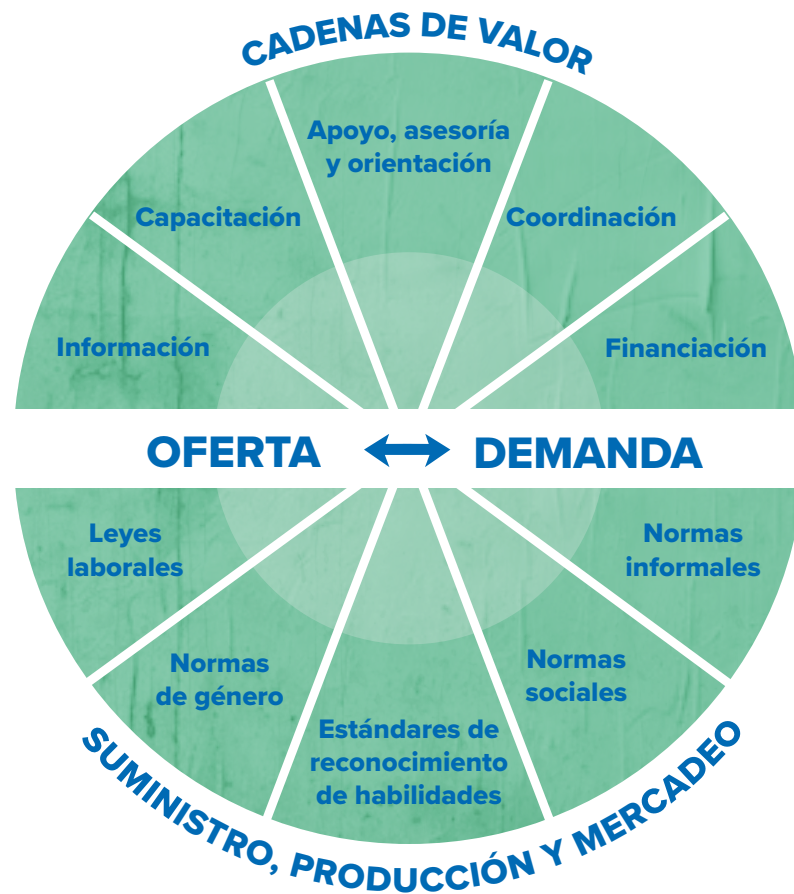 CADENAS DE VALOR
Apoyo, asesoría
y orientación
Capacitación
Coordinación
Información
Financiación
OFERTA
DEMANDA
Leyes
laborales
Normas
informales
Normas
de género
Normas
sociales
Estándares de
reconocimiento
de habilidades
SUMINISTRO, PRODUCCIÓN Y MERCADEO